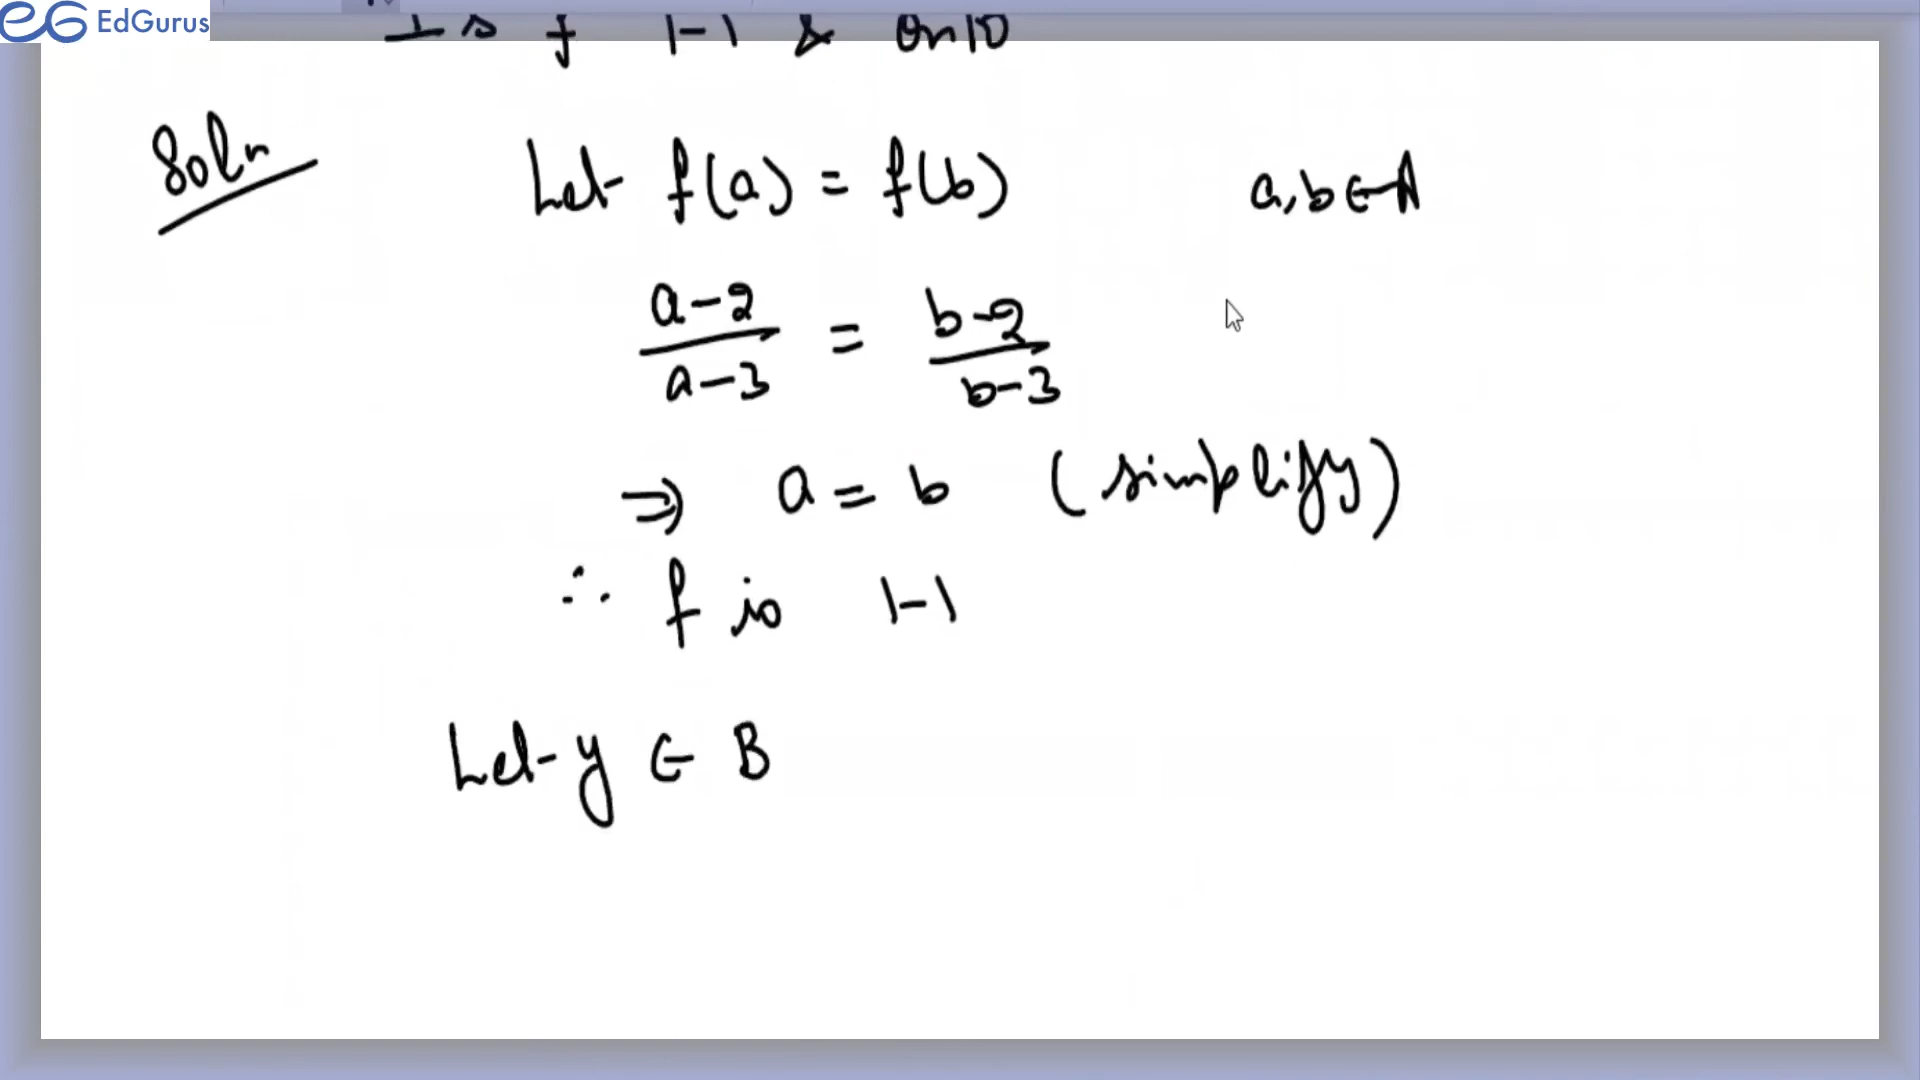 EdGurus
Is f 1-1 & onto
Soln Let f(a) = f(b) a, b ∈ A
a-2 / a-3 = b-2 / b-3
⇒ a = b (simplify)
∴ f is 1-1
Let y ∈ B